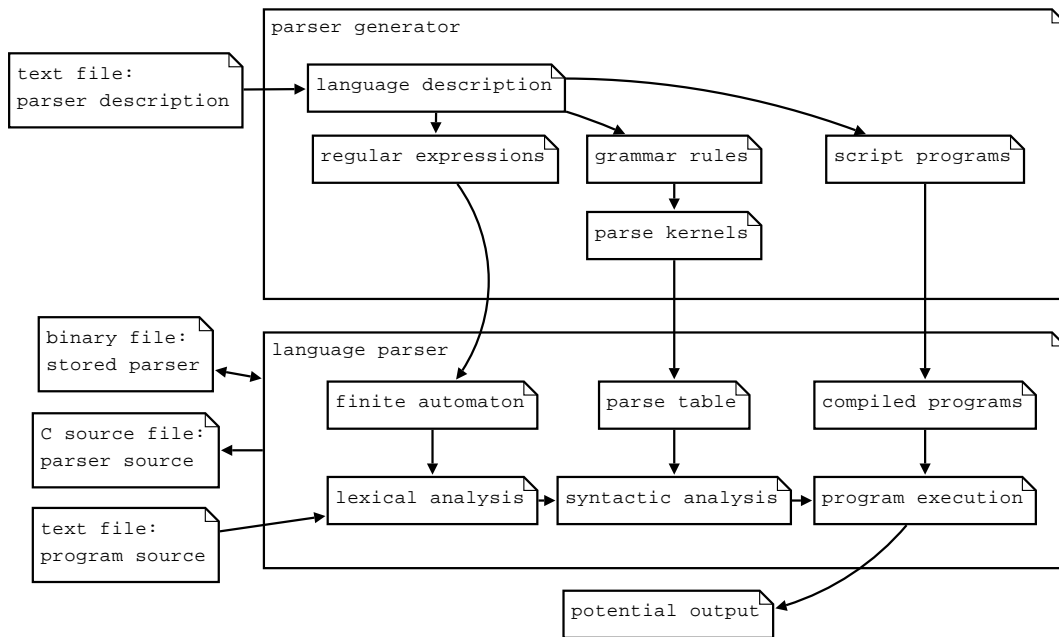 parser generator
text file:
parser description
language description
regular expressions
grammar rules
script programs
parse kernels
binary file:
stored parser
language parser
finite automaton
parse table
compiled programs
C source file:
parser source
lexical analysis
syntactic analysis
program execution
text file:
program source
potential output